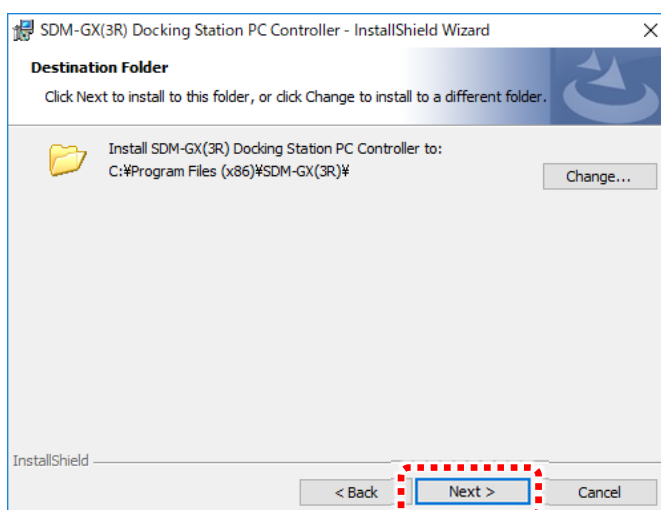 SDM-GX(3R) Docking Station PC Controller - InstallShield Wizard
Destination Folder
Click Next to install to this folder, or click Change to install to a different folder.
Install SDM-GX(3R) Docking Station PC Controller to:
C:¥Program Files (x86)¥SDM-GX(3R)¥
Change...
InstallShield
< Back
Next >
Cancel